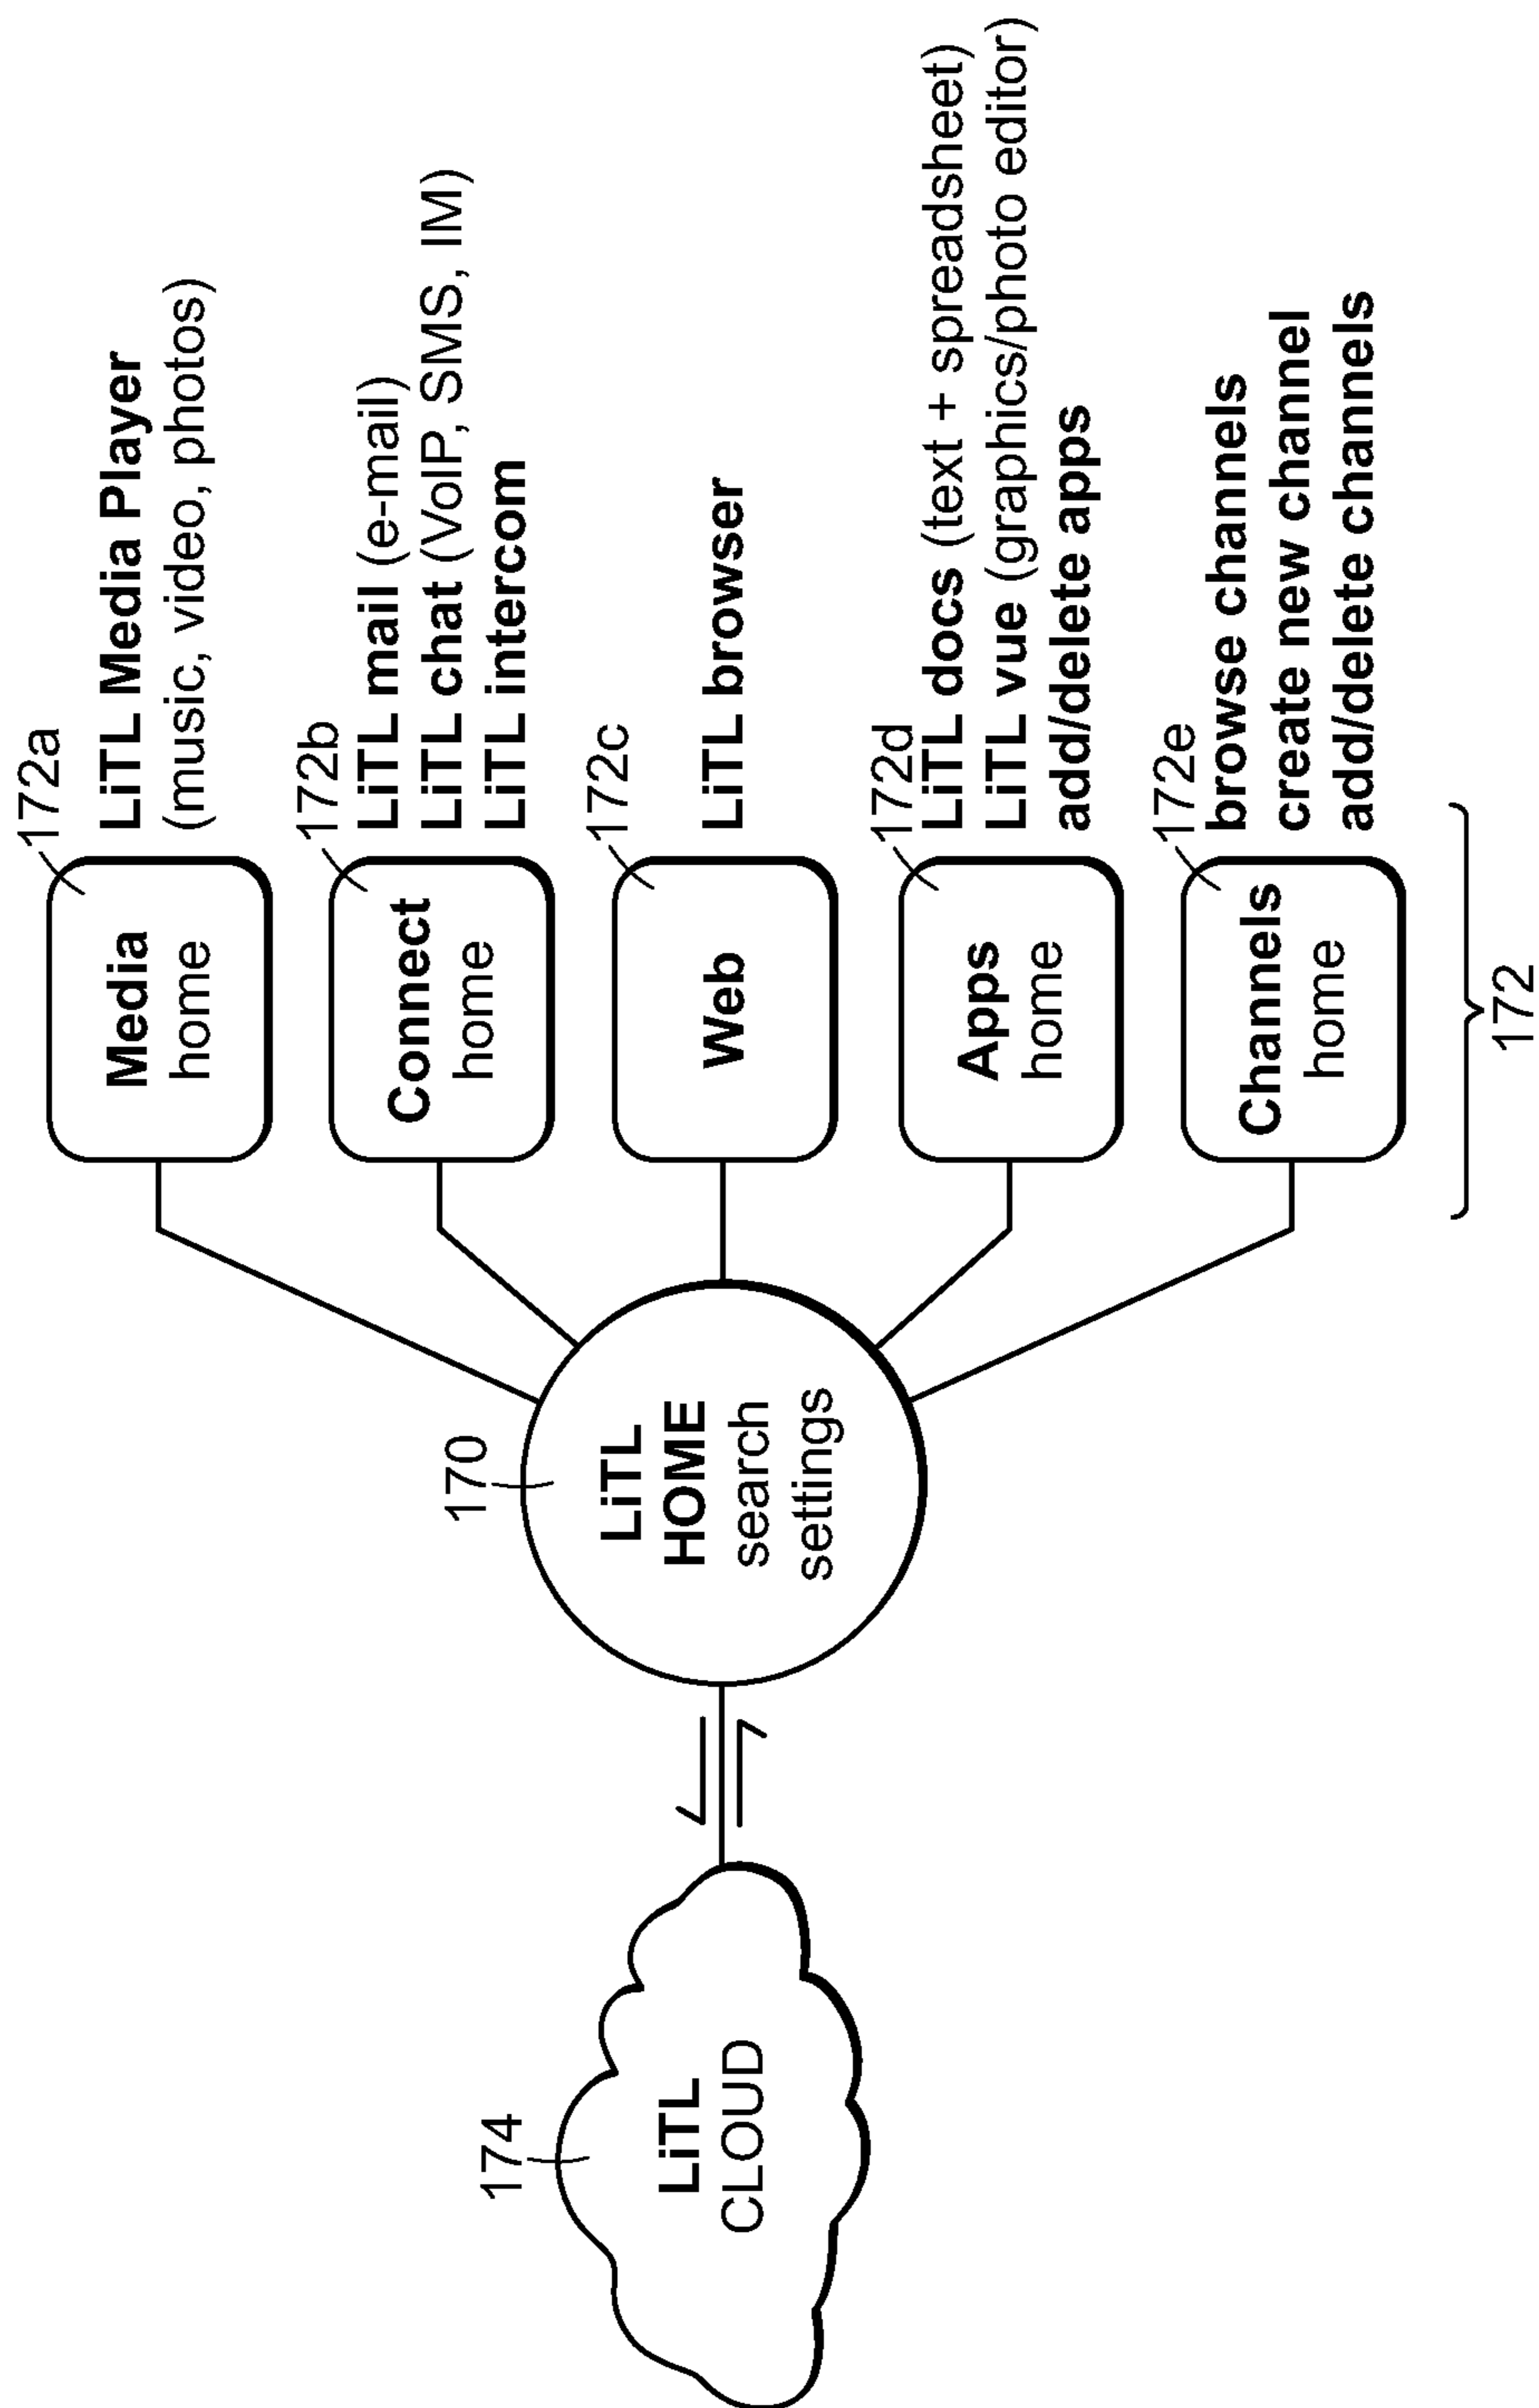 172a
Media
home
LiTL Media Player
(music, video, photos)
172b
Connect
home
LiTL mail (e-mail)
LiTL chat (VoIP, SMS, IM)
LiTL intercom
174
LiTL
CLOUD
170
LiTL
HOME
search
settings
172c
Web
LiTL browser
172d
Apps
home
LiTL docs (text + spreadsheet)
LiTL vue (graphics/photo editor)
add/delete apps
172e
Channels
home
browse channels
create new channel
add/delete channels
172